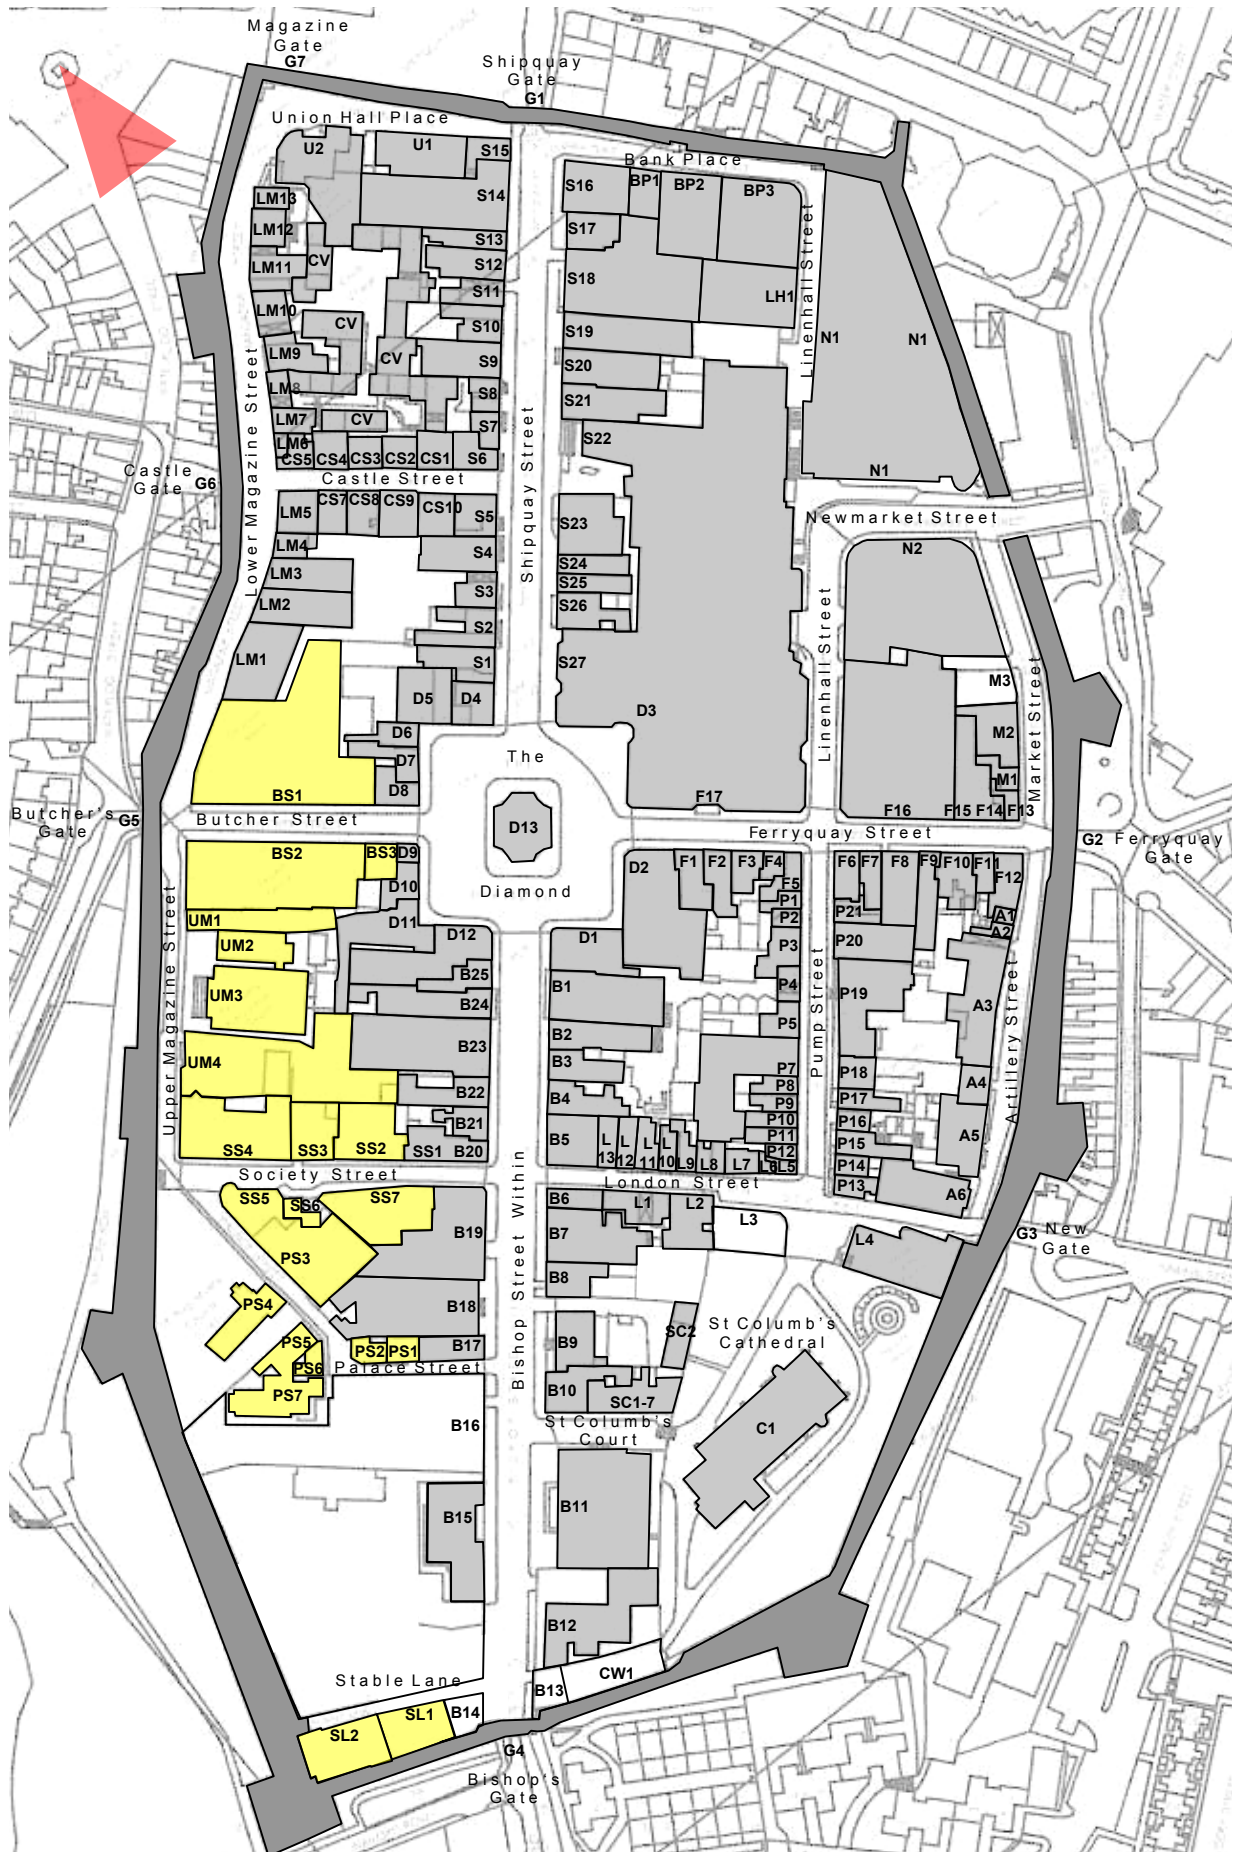 Magazine
Gate
G7
Shipquay
Gate
G1
Union Hall Place
U2
U1
S15
S14
Bank Place
S16
BP1
BP2
BP3
LM13
LM12
LM11
LM10
LM9
LM8
LM7
LM6
CV
CV
CV
CV
S13
S12
S11
S10
S9
S8
S7
S6
S17
S18
S19
S20
S21
S22
LH1
Linenhall Street
N1
N1
N1
Lower Magazine Street
Shipquay Street
CS5
CS4
CS3
CS2
CS1
Castle
Gate
G6
Castle Street
LM5
CS7
CS8
CS9
CS10
S5
LM4
S4
LM3
S3
LM2
S2
LM1
S1
S23
S24
S25
S26
S27
Newmarket Street
N2
Linenhall Street
M3
M2
M1
Market Street
D5
D4
D6
D7
D8
D3
The
D13
Diamond
BS1
Butcher's
Gate
G5
Butcher Street
F17
F16
F15
F14
F13
Ferryquay Street
G2
Ferryquay
Gate
BS2
BS3
D9
D10
D11
D12
D2
D1
F1
F2
F3
F4
F5
F6
F7
F8
F9
F10
F11
F12
UM1
UM2
UM3
UM4
Upper Magazine Street
P1
P2
P3
P4
P5
P7
P8
P9
P10
P11
P12
Pump Street
P21
P20
P19
P18
P17
P16
P15
P14
P13
A1
A2
A3
A4
A5
A6
Artillery Street
B25
B24
B23
B22
B21
B20
B1
B2
B3
B4
B5
SS4
SS3
SS2
SS1
L
13
L
12
L
11
L
10
L9
L8
L7
L6
L5
Society Street
London Street
SS5
SS6
SS7
B19
B6
L1
L2
L3
L4
G3
New
Gate
PS3
B7
B8
PS4
B18
Bishop Street Within
PS5
PS6
PS7
PS2
PS1
B17
Palace Street
B9
SC2
St Columb's
Cathedral
B10
SC1-7
St Columb's
Court
C1
B16
B15
B11
B12
Stable Lane
SL2
SL1
B14
B13
CW1
G4
Bishop's
Gate